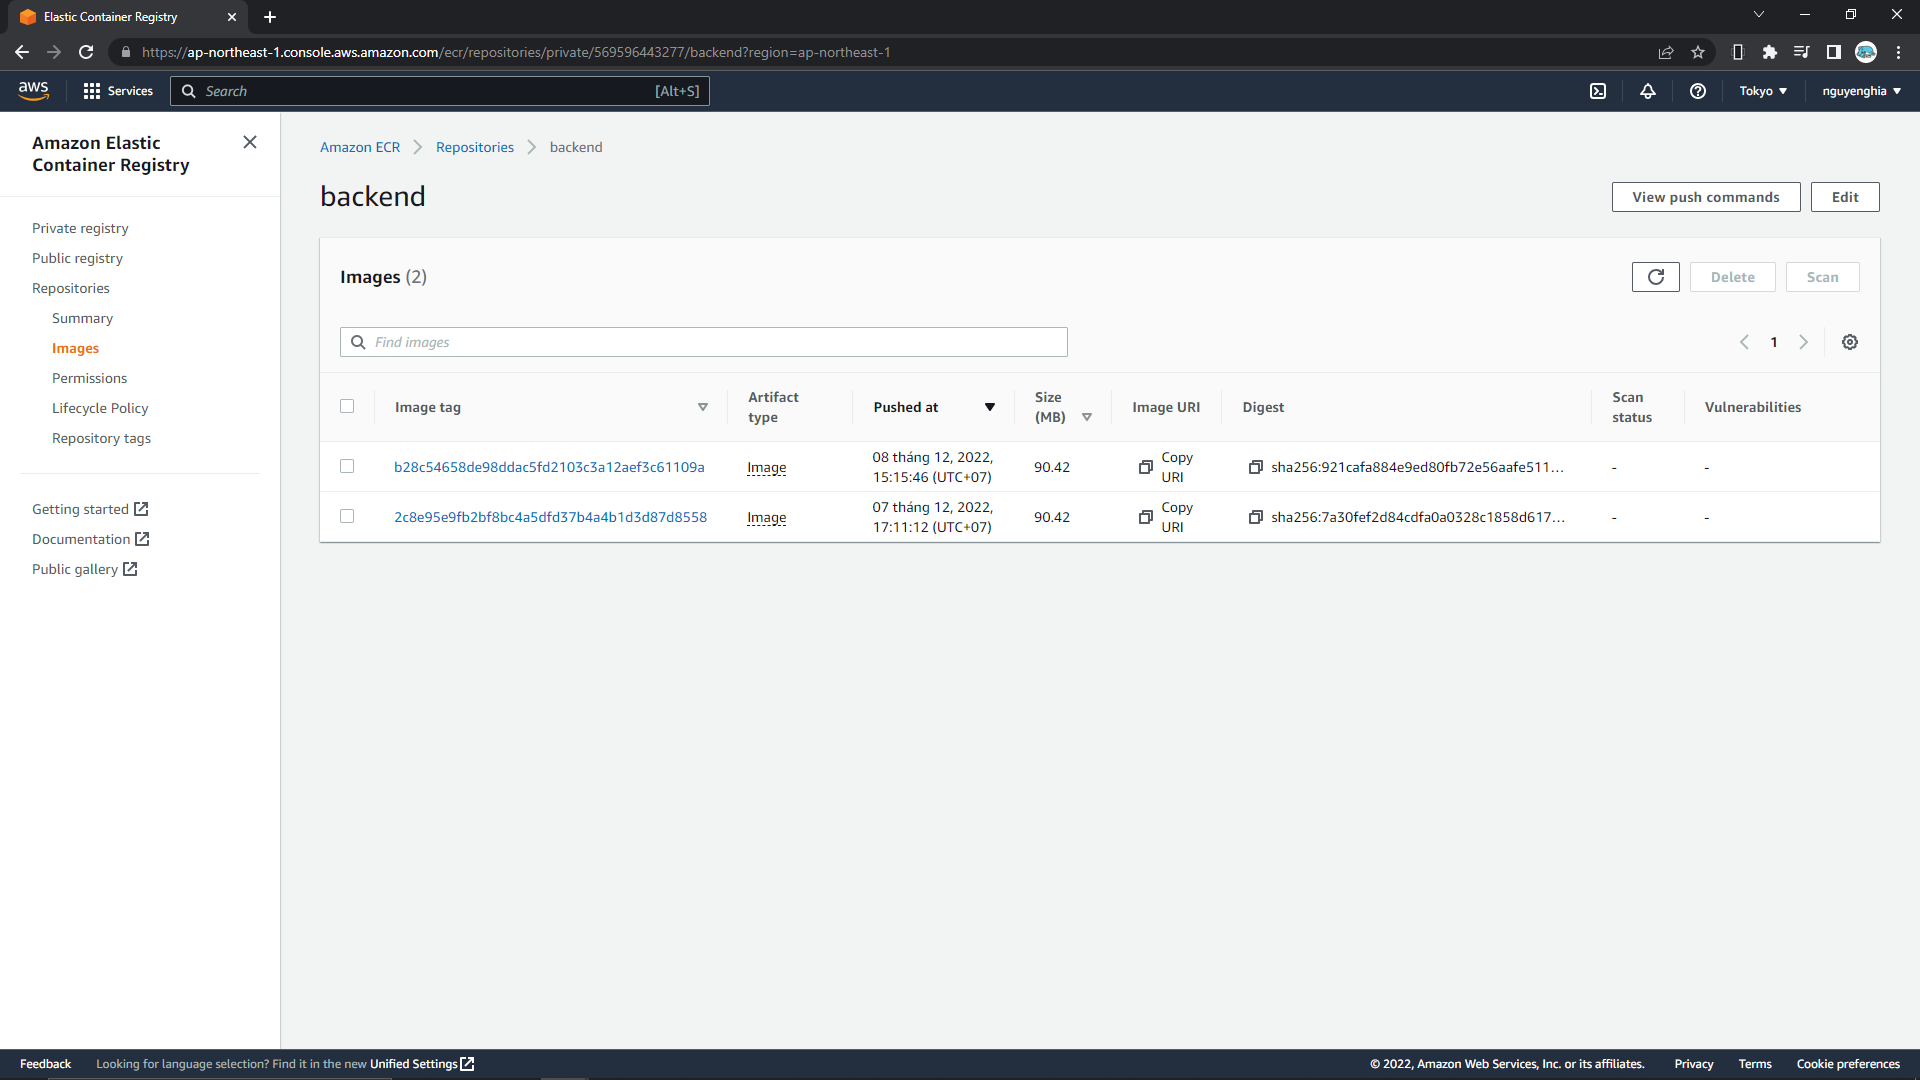 Elastic Container Registry
https://ap-northeast-1.console.aws.amazon.com/ecr/repositories/private/569596443277/backend?region=ap-northeast-1
aws
Services
Search
[Alt+S]
Tokyo
nguyenghia
Amazon Elastic
Container Registry
Private registry
Public registry
Repositories
Summary
Images
Permissions
Lifecycle Policy
Repository tags
Getting started
Documentation
Public gallery
Amazon ECR
Repositories
backend
backend
View push commands
Edit
Images (2)
Delete
Scan
Find images
1
Image tag
Artifact
type
Pushed at
Size
(MB)
Image URI
Digest
Scan
status
Vulnerabilities
b28c54658de98ddac5fd2103c3a12aef3c61109a
Image
08 tháng 12, 2022,
15:15:46 (UTC+07)
90.42
Copy
URI
sha256:921cafa884e9ed80fb72e56aafe511...
-
-
2c8e95e9fb2bf8bc4a5dfd37b4a4b1d3d87d8558
Image
07 tháng 12, 2022,
17:11:12 (UTC+07)
90.42
Copy
URI
sha256:7a30fef2d84cdfa0a0328c1858d617...
-
-
Feedback
Looking for language selection? Find it in the new Unified Settings
© 2022, Amazon Web Services, Inc. or its affiliates.
Privacy
Terms
Cookie preferences